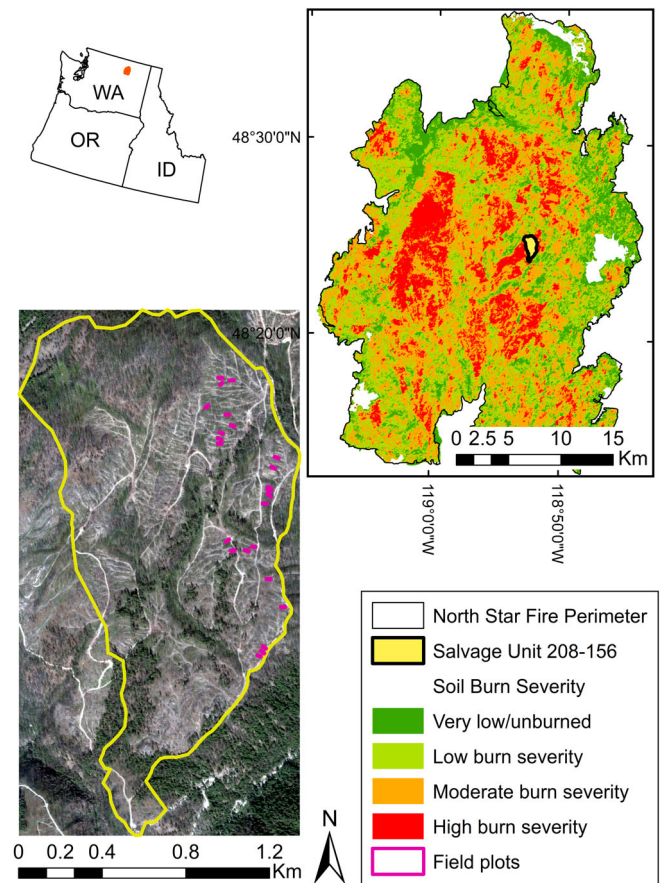 WA
OR
ID
48°30'0"N
48°20'0"N
0 2.5 5 10 15
Km
119°0'0"W
118°50'0"W
North Star Fire Perimeter
Salvage Unit 208-156
Soil Burn Severity
Very low/unburned
Low burn severity
Moderate burn severity
High burn severity
Field plots
N
0 0.2 0.4 0.8 1.2
Km